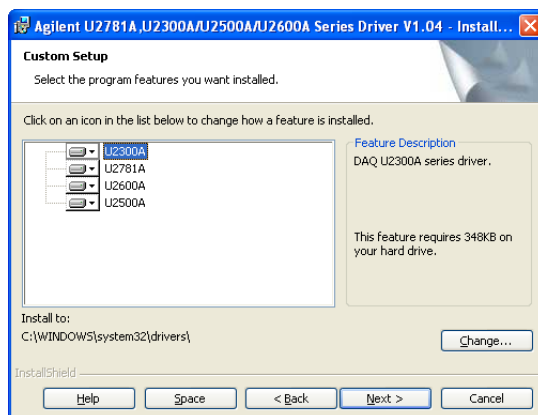 Agilent U2781A,U2300A/U2500A/U2600A Series Driver V1.04 - Install...
Custom Setup
Select the program features you want installed.
Click on an icon in the list below to change how a feature is installed.
U2300A
U2781A
U2600A
U2500A
Feature Description
DAQ U2300A series driver.
This feature requires 348KB on
your hard drive.
Install to:
C:\WINDOWS\system32\drivers\
Change...
InstallShield
Help
Space
< Back
Next >
Cancel